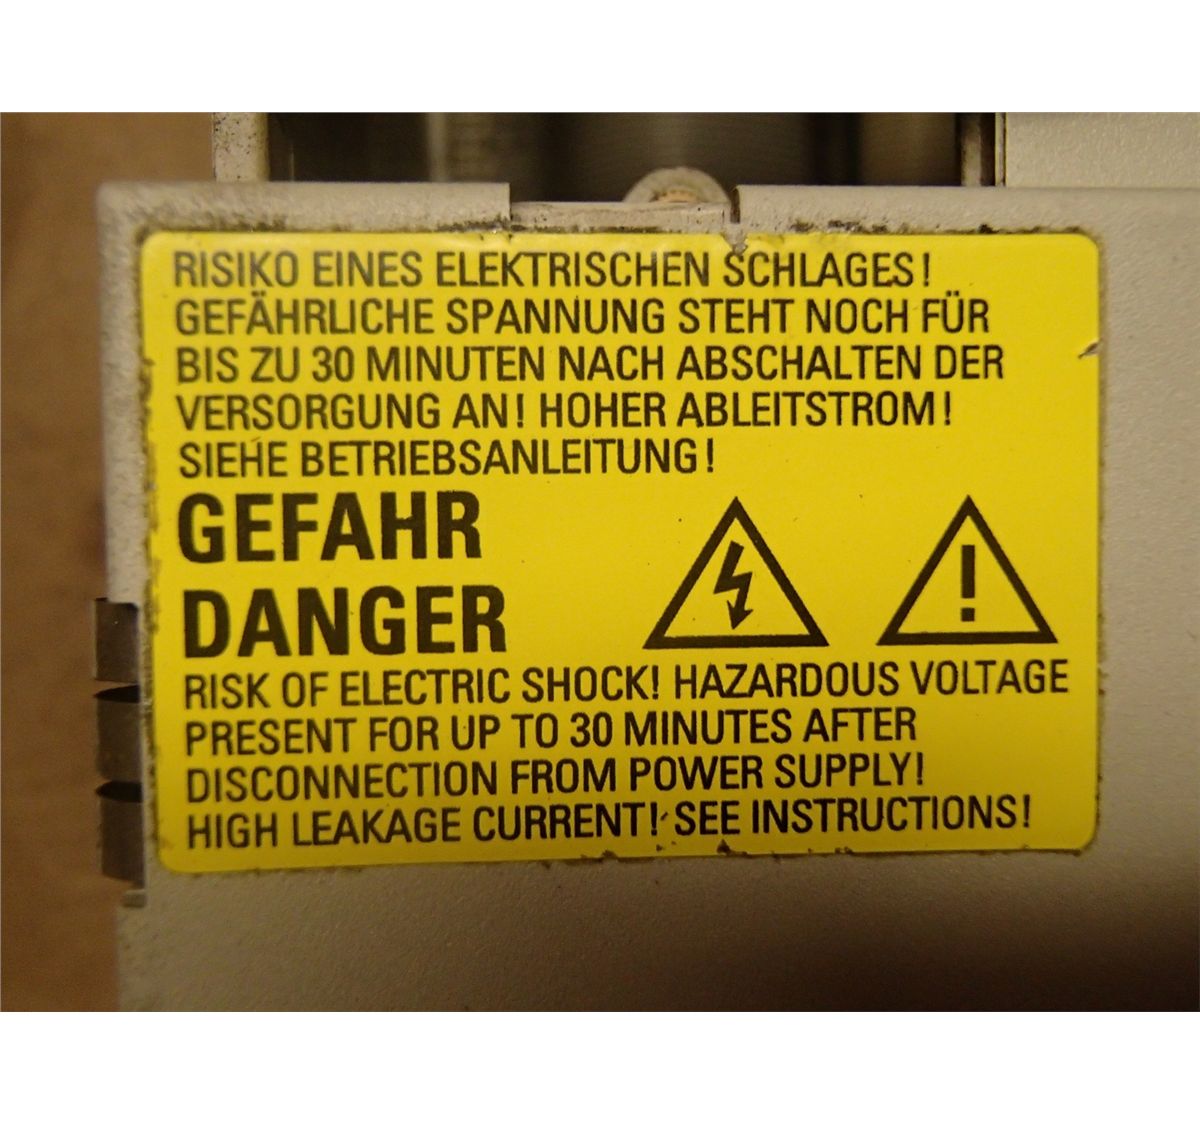 RISIKO EINES ELEKTRISCHEN SCHLAGES!
GEFÄHRLICHE SPANNUNG STEHT NOCH FÜR
BIS ZU 30 MINUTEN NACH ABSCHALTEN DER
VERSORGUNG AN! HOHER ABLEITSTROM!
SIEHE BETRIEBSANLEITUNG!
GEFAHR
DANGER
RISK OF ELECTRIC SHOCK! HAZARDOUS VOLTAGE
PRESENT FOR UP TO 30 MINUTES AFTER
DISCONNECTION FROM POWER SUPPLY!
HIGH LEAKAGE CURRENT! SEE INSTRUCTIONS!